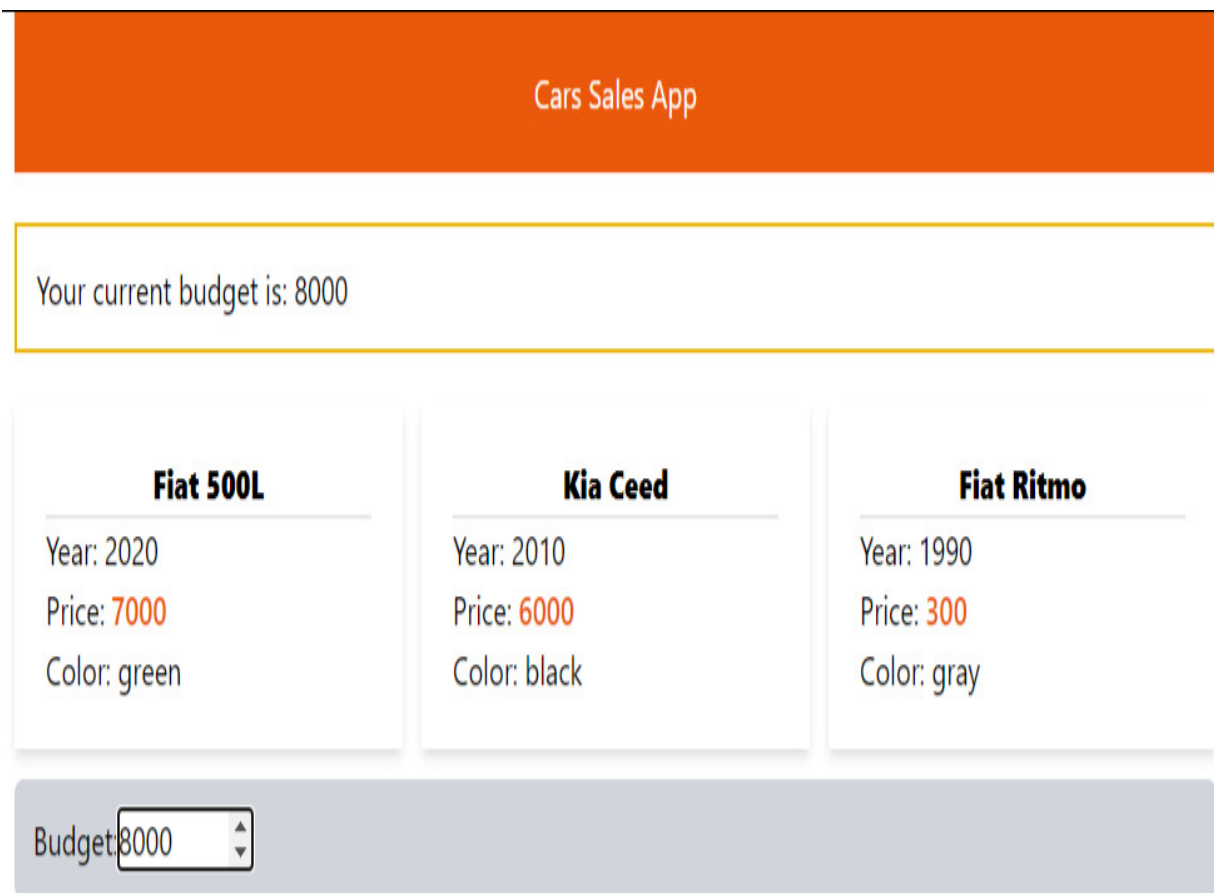 Cars Sales App
Your current budget is: 8000
Fiat 500L
Year: 2020
Price: 7000
Color: green
Kia Ceed
Year: 2010
Price: 6000
Color: black
Fiat Ritmo
Year: 1990
Price: 300
Color: gray
Budget:8000